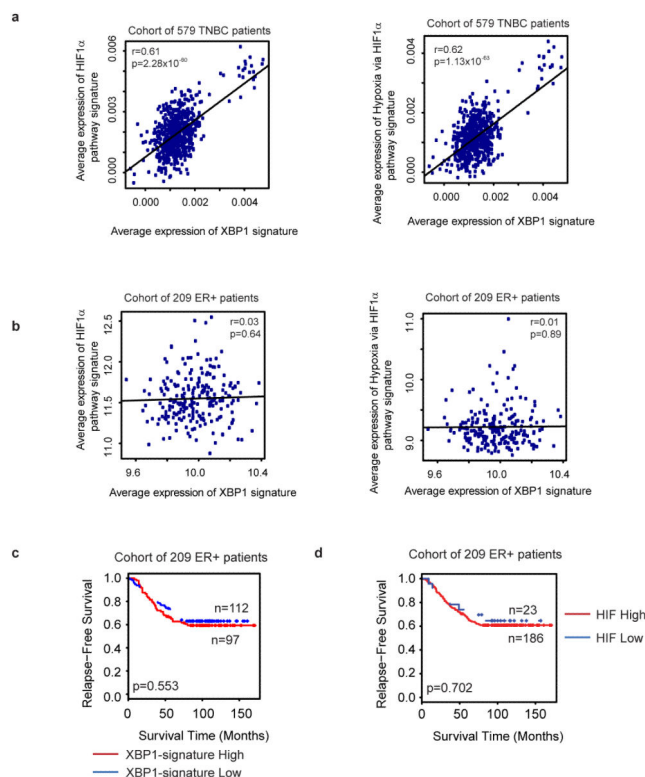 a
Cohort of 579 TNBC patients
Average expression of HIF1α
pathway signature
0.006
0.003
0.000
r=0.61
p=2.28x10⁻⁶⁰
0.000
0.002
0.004
Average expression of XBP1 signature
Cohort of 579 TNBC patients
Average expression of Hypoxia via HIF1α
pathway signature
0.004
0.002
0.000
r=0.62
p=1.13x10⁻⁶³
0.000
0.002
0.004
Average expression of XBP1 signature
b
Cohort of 209 ER+ patients
Average expression of HIF1α
pathway signature
12.5
12.0
11.5
11.0
r=0.03
p=0.64
9.6
10.0
10.4
Average expression of XBP1 signature
Cohort of 209 ER+ patients
Average expression of Hypoxia via HIF1α
pathway signature
11.0
10.0
9.0
r=0.01
p=0.89
9.6
10.0
10.4
Average expression of XBP1 signature
c
Cohort of 209 ER+ patients
Relapse-Free Survival
1.0
0.8
0.6
0.4
0.2
0.0
n=112
n=97
p=0.553
0
50
100
150
Survival Time (Months)
XBP1-signature High
XBP1-signature Low
d
Cohort of 209 ER+ patients
Relapse-Free Survival
1.0
0.8
0.6
0.4
0.2
0.0
n=23
n=186
p=0.702
0
50
100
150
Survival Time (Months)
HIF High
HIF Low